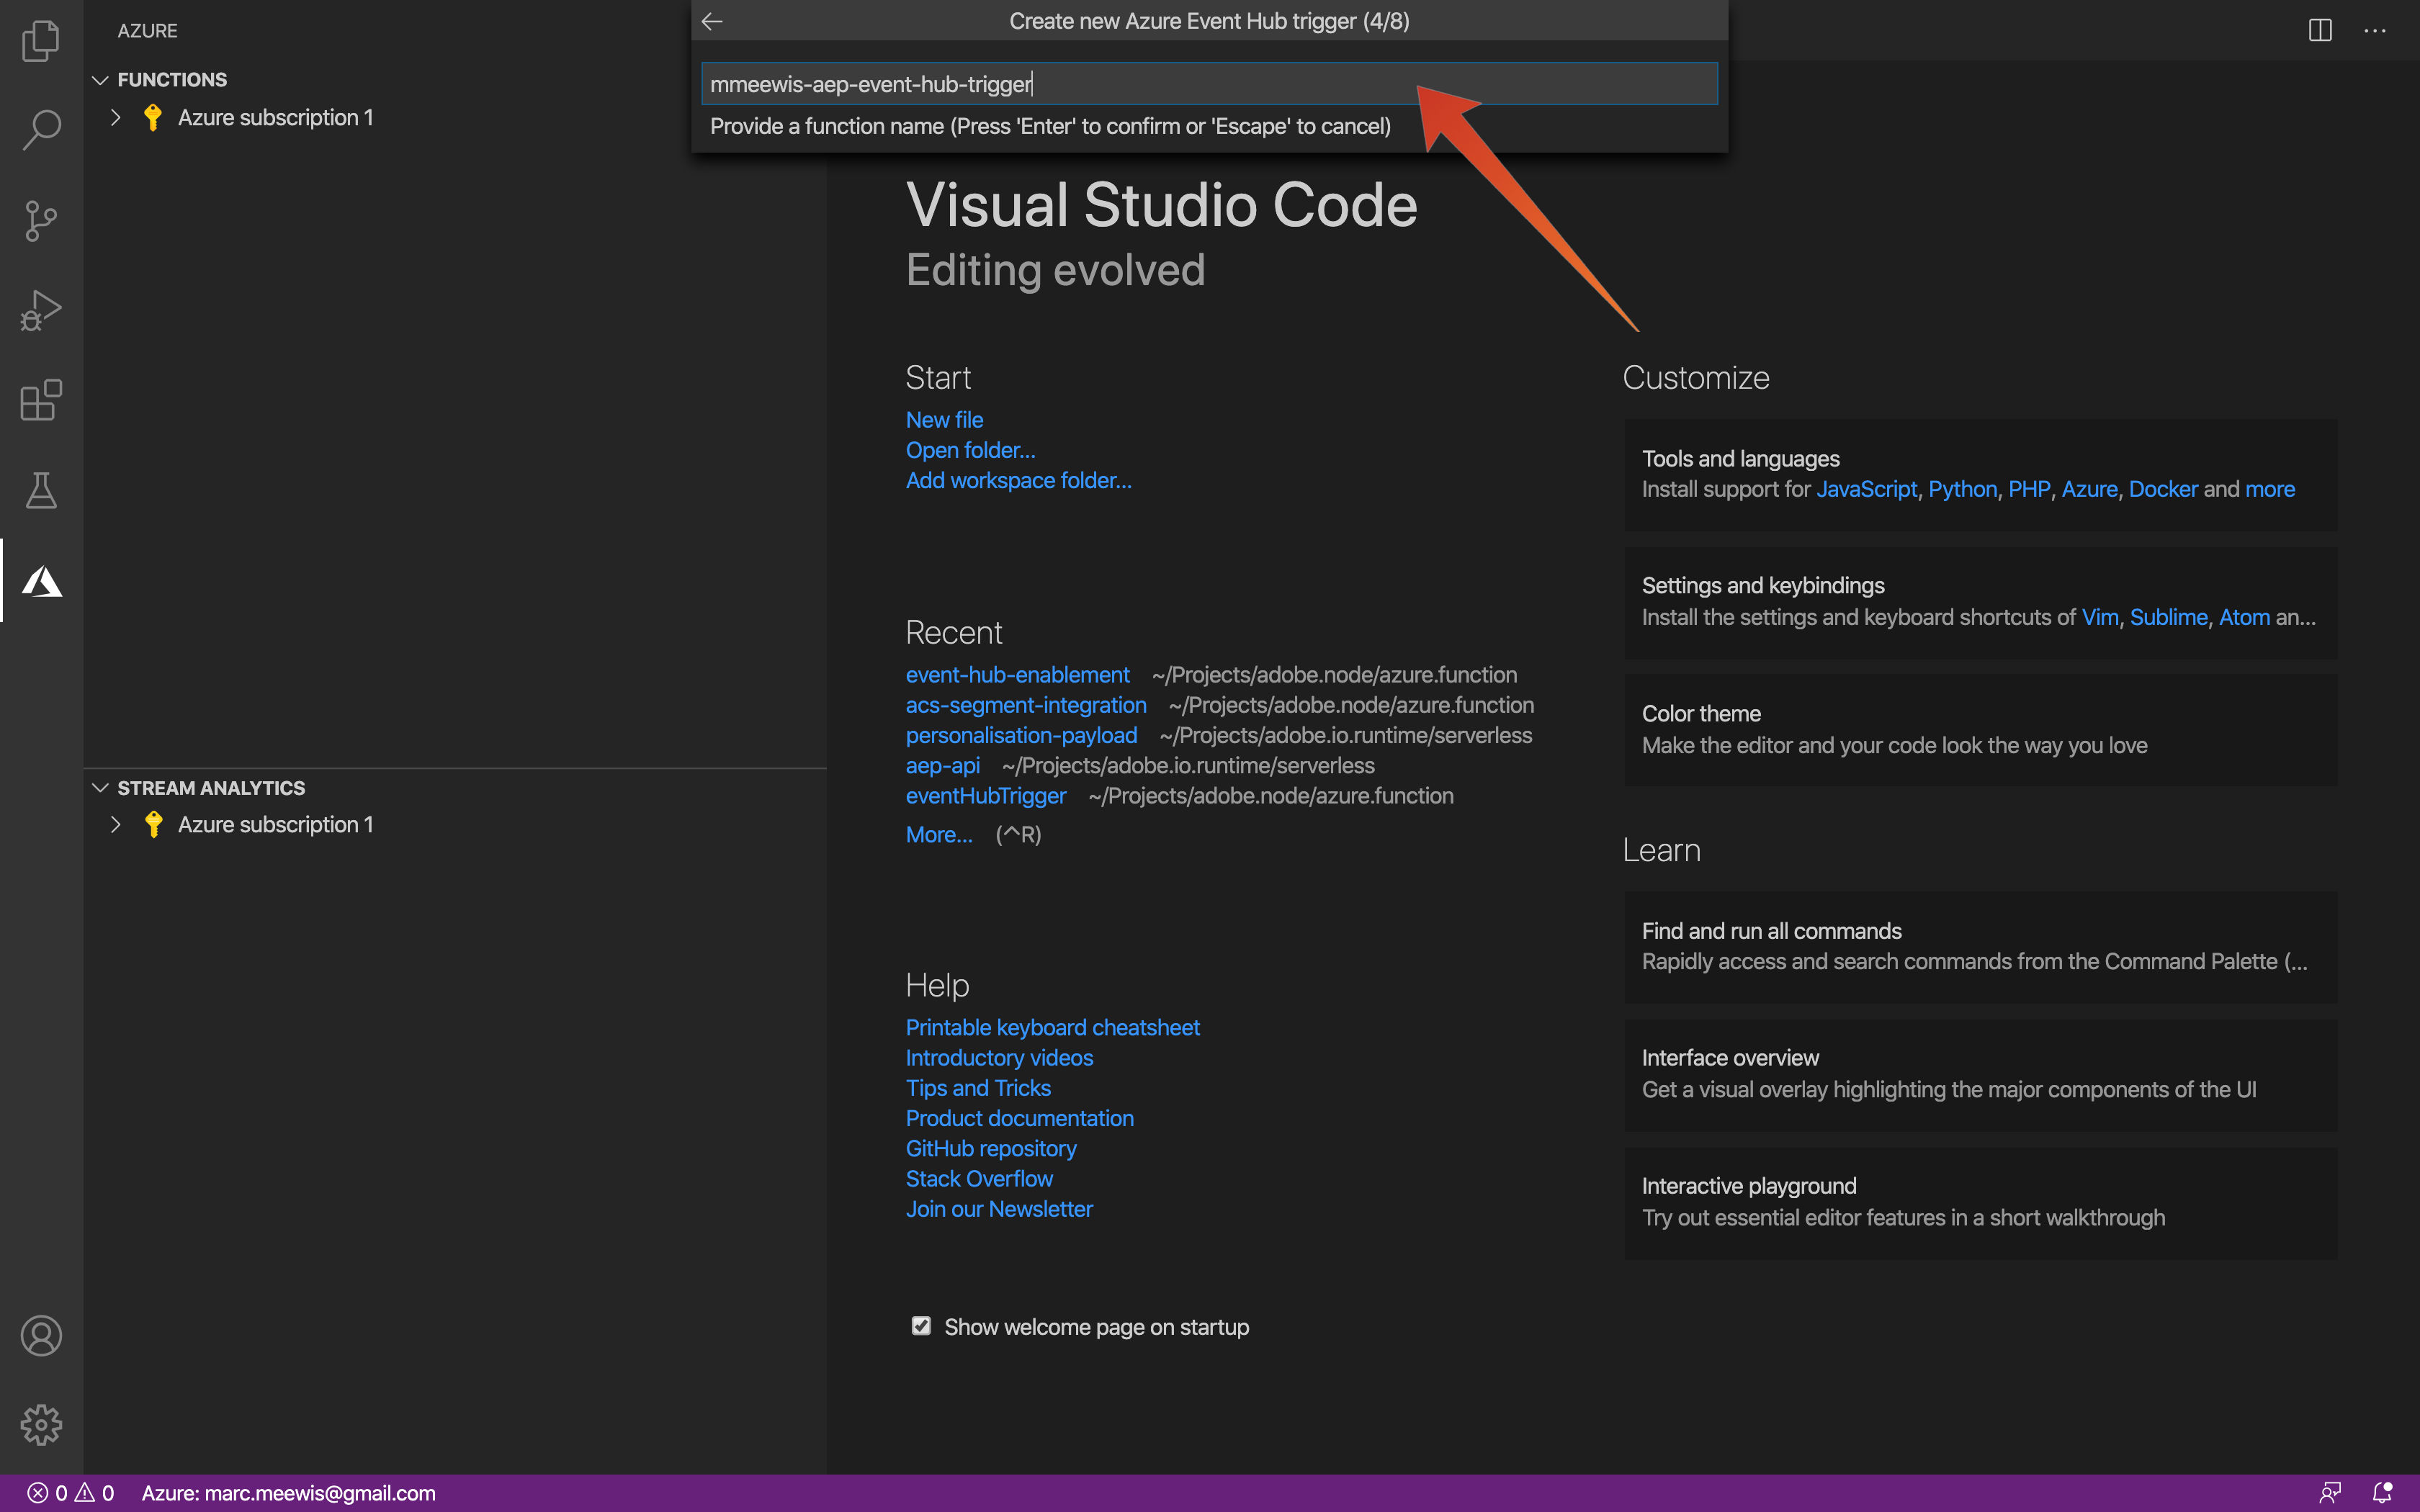 AZURE
FUNCTIONS
Azure subscription 1
STREAM ANALYTICS
Azure subscription 1
Create new Azure Event Hub trigger (4/8)
mmeewis-aep-event-hub-trigger
Provide a function name (Press 'Enter' to confirm or 'Escape' to cancel)
Visual Studio Code
Editing evolved
Start
New file
Open folder...
Add workspace folder...
Recent
event-hub-enablement ~/Projects/adobe.node/azure.function
acs-segment-integration ~/Projects/adobe.node/azure.function
personalisation-payload ~/Projects/adobe.io.runtime/serverless
aep-api ~/Projects/adobe.io.runtime/serverless
eventHubTrigger ~/Projects/adobe.node/azure.function
More... (^R)
Help
Printable keyboard cheatsheet
Introductory videos
Tips and Tricks
Product documentation
GitHub repository
Stack Overflow
Join our Newsletter
Show welcome page on startup
Customize
Tools and languages
Install support for JavaScript, Python, PHP, Azure, Docker and more
Settings and keybindings
Install the settings and keyboard shortcuts of Vim, Sublime, Atom an...
Color theme
Make the editor and your code look the way you love
Learn
Find and run all commands
Rapidly access and search commands from the Command Palette (...
Interface overview
Get a visual overlay highlighting the major components of the UI
Interactive playground
Try out essential editor features in a short walkthrough
0 0 Azure: marc.meewis@gmail.com